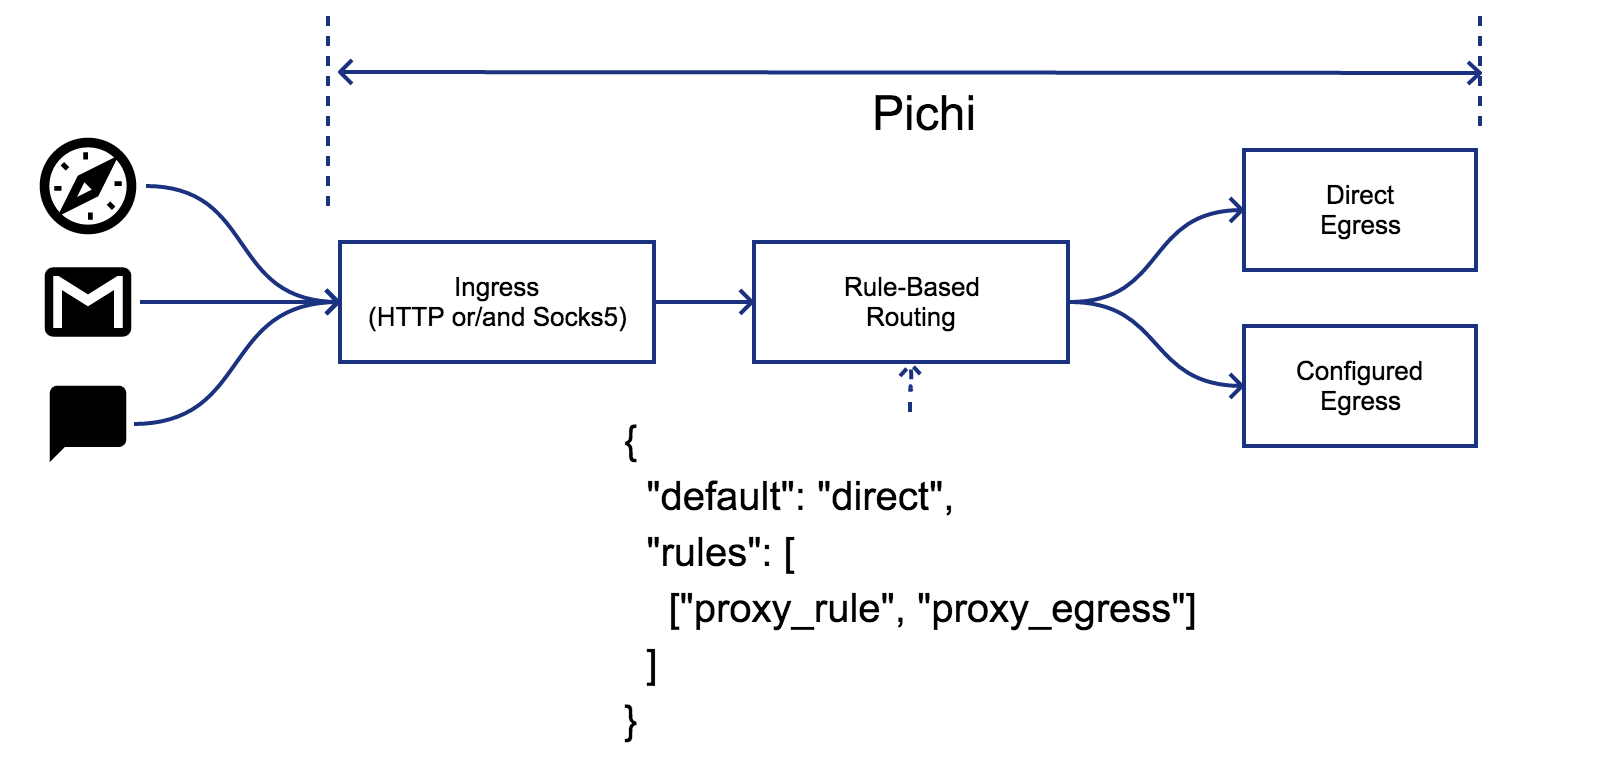 Pichi
Direct
Egress
Ingress
(HTTP or/and Socks5)
Rule-Based
Routing
Configured
Egress
{
"default": "direct",
"rules": [
["proxy_rule", "proxy_egress"]
]
}